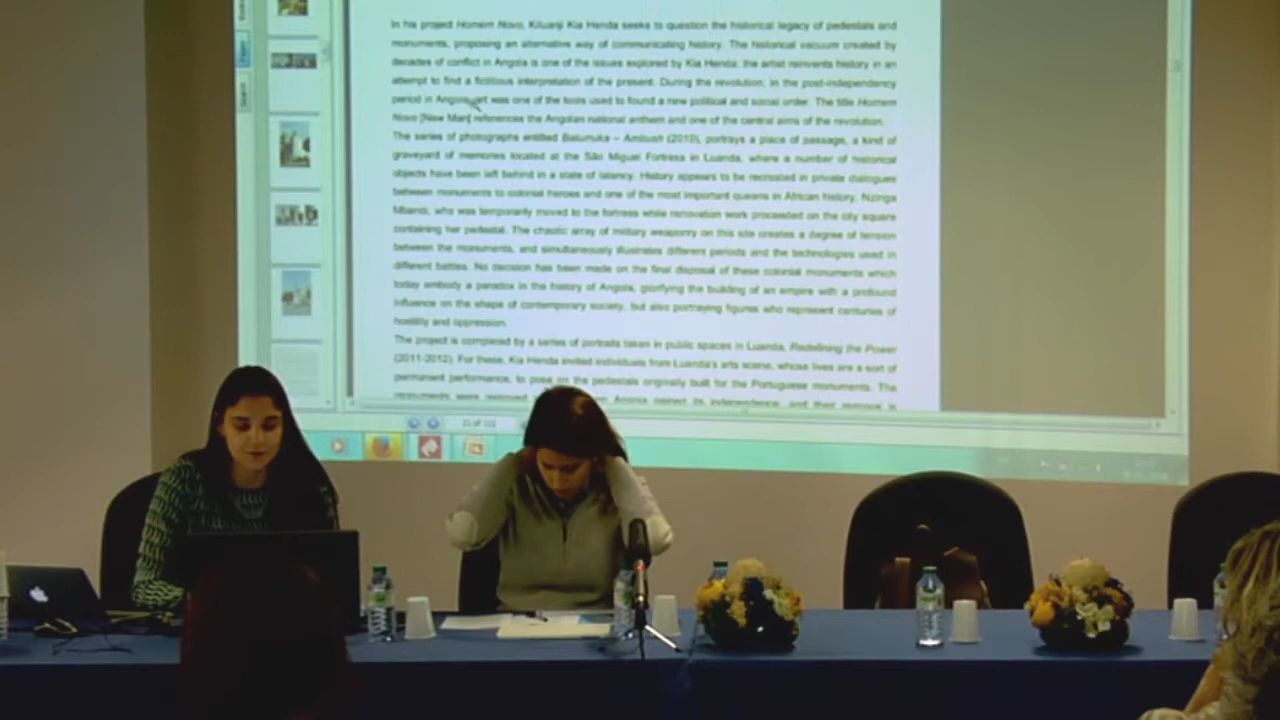 In his project Homem Novo, Kiluanji Kia Henda seeks to question the historical legacy of pedestals and
monuments, proposing an alternative way of communicating history. The historical vacuum created by
decades of conflict in Angola is one of the issues explored by Kia Henda: the artist reinvents history in an
attempt to find a fictitious interpretation of the present. During the revolution, in the post-independency
period in Angola, art was one of the tools used to found a new political and social order. The title Homem
Novo [New Man] references the Angolan national anthem and one of the central aims of the revolution.
The series of photographs entitled Balumuka – Ambush (2010), portrays a place of passage, a kind of
graveyard of memories located at the São Miguel Fortress in Luanda, where a number of historical
objects have been left behind in a state of latency. History appears to be recreated in private dialogues
between monuments to colonial heroes and one of the most important queens in African history, Nzinga
Mbandi, who was temporarily moved to the fortress while renovation work proceeded on the city square
containing her pedestal. The chaotic array of military weaponry on this site creates a degree of tension
between the monuments, and simultaneously illustrates different periods and the technologies used in
different battles. No decision has been made on the final disposal of these colonial monuments which
today embody a paradox in the history of Angola, glorifying the building of an empire with a profound
influence on the shape of contemporary society, but also portraying figures who represent centuries of
hostility and oppression.
The project is completed by a series of portraits taken in public spaces in Luanda, Redefining the Power
(2011-2012). For these, Kia Henda invited individuals from Luanda's arts scene, whose lives are a sort of
permanent performance, to pose on the pedestals originally built for the Portuguese monuments. The
monuments were removed Angola gained its independence, and their removal is
Pages
Search